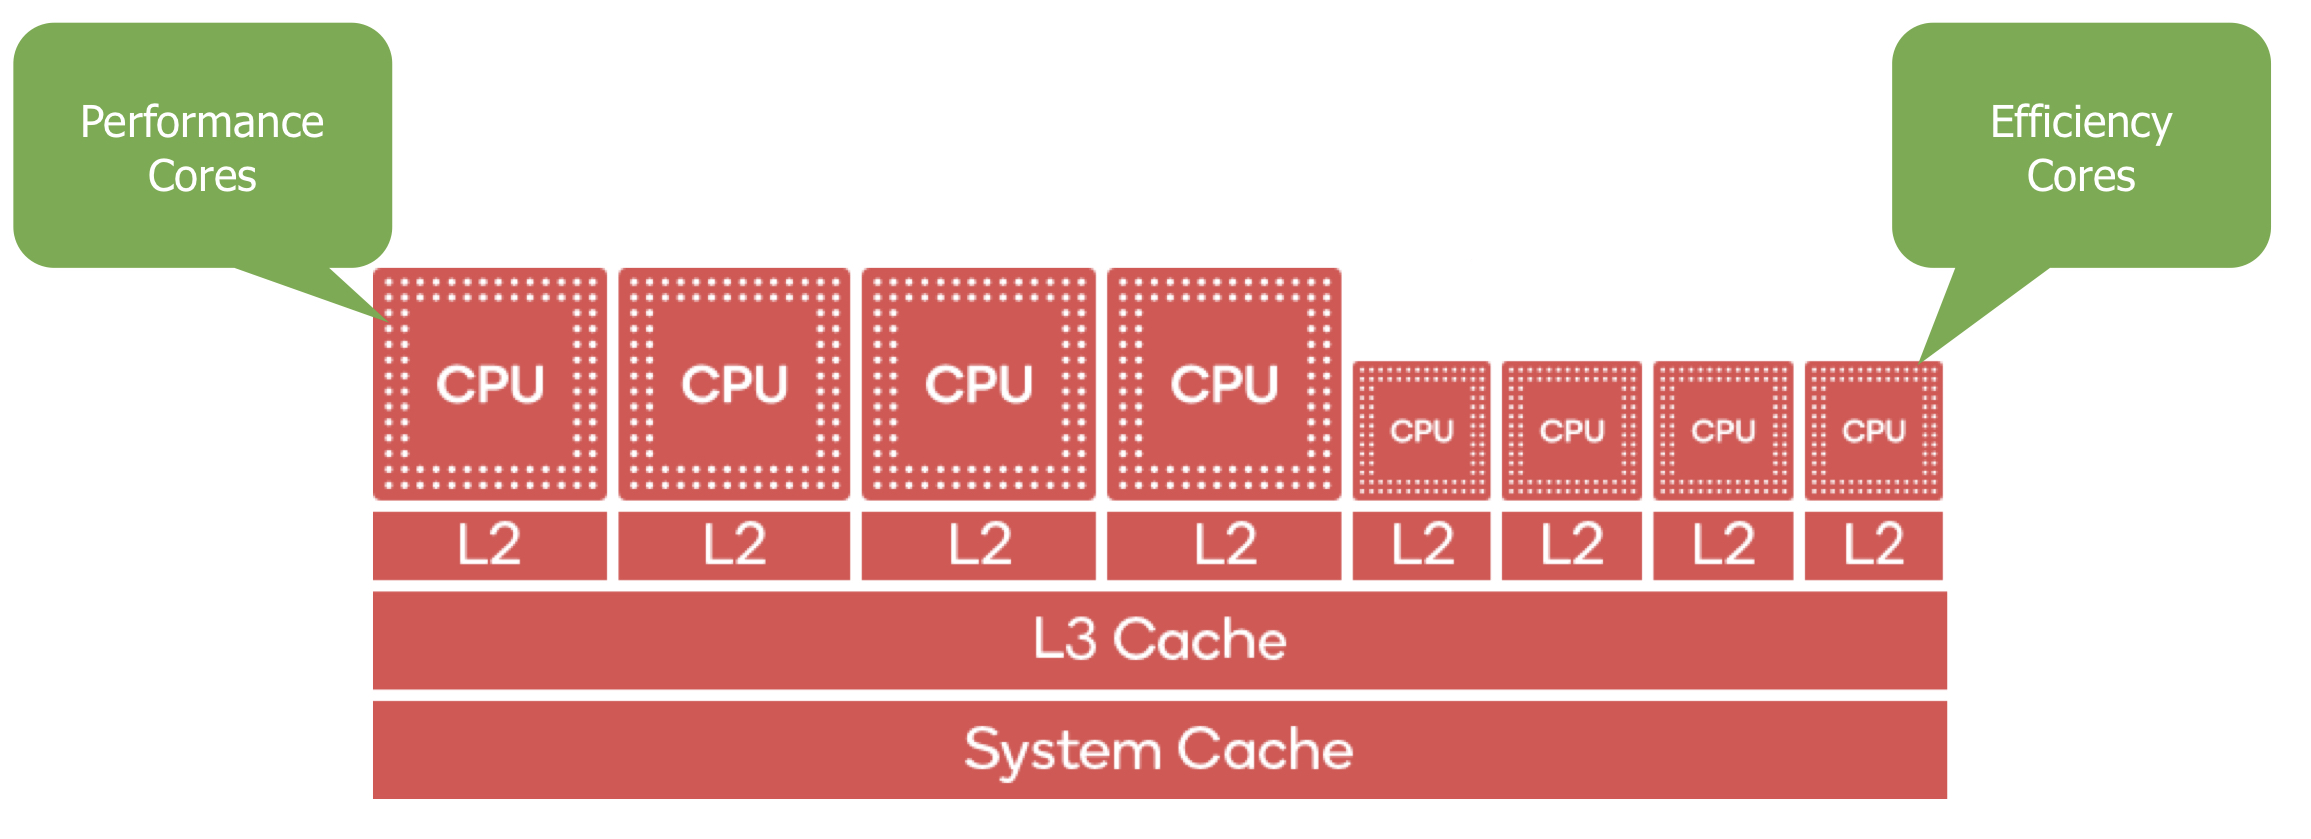 Performance
Cores
Efficiency
Cores
CPU
CPU
CPU
CPU
CPU
CPU
CPU
CPU
L2
L2
L2
L2
L2
L2
L2
L2
L3 Cache
System Cache